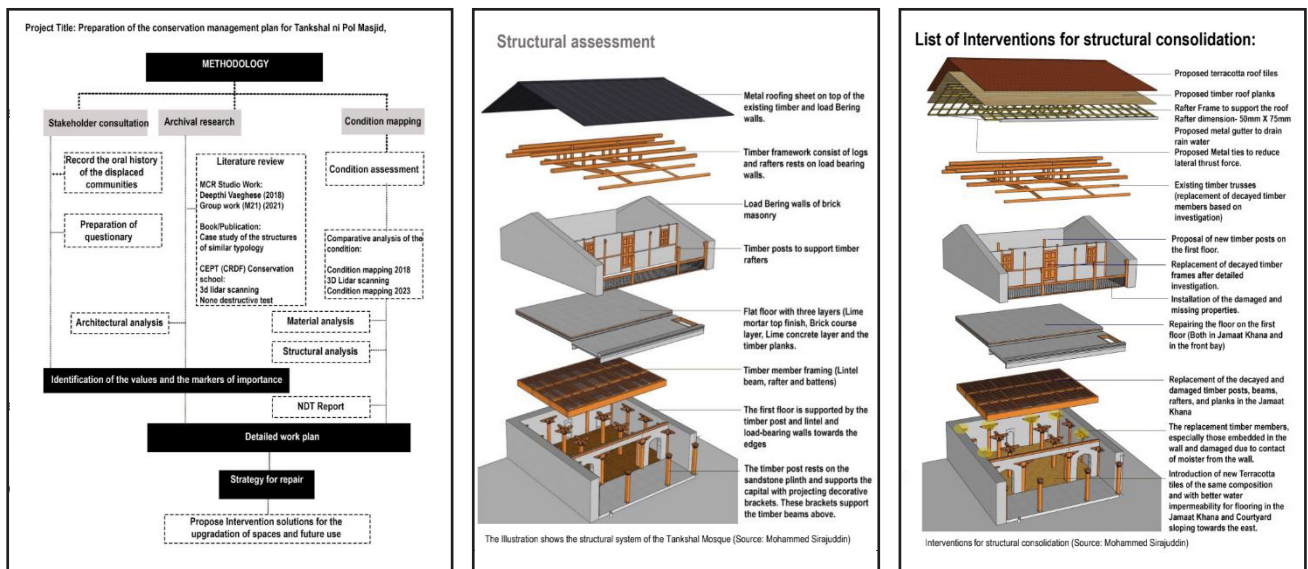 Project Title: Preparation of the conservation management plan for Tankshal ni Pol Masjid,
METHODOLOGY
Stakeholder consultation
Archival research
Condition mapping
Record the oral history
of the displaced
communities
Preparation of
questionary
Literature review
MCR Studio Work:
Deepthi Vaeghese (2018)
Group work (M21) (2021)
Book/Publication:
Case study of the structures
of similar typology
CEPT (CRDF) Conservation
school:
3d lidar scanning
Nono destructive test
Condition assessment
Comparative analysis of the
condition:
Condition mapping 2018
3D Lidar scanning
Condition mapping 2023
Architectural analysis
Material analysis
Structural analysis
Identification of the values and the markers of importance
NDT Report
Detailed work plan
Strategy for repair
Propose Intervention solutions for the
upgradation of spaces and future use
Structural assessment
Metal roofing sheet on top of the
existing timber and load Bering
walls.
Timber framework consist of logs
and rafters rests on load bearing
walls.
Load Bering walls of brick
masonry
Timber posts to support timber
rafters
Flat floor with three layers (Lime
mortar top finish, Brick course
layer, Lime concrete layer and the
timber planks.
Timber member framing (Lintel
beam, rafter and battens)
The first floor is supported by the
timber post and lintel and
load-bearing walls towards the
edges
The timber post rests on the
sandstone plinth and supports the
capital with projecting decorative
brackets. These brackets support
the timber beams above.
The Illustration shows the structural system of the Tankshal Mosque (Source: Mohammed Sirajuddin)
List of Interventions for structural consolidation:
Proposed terracotta roof tiles
Proposed timber roof planks
Rafter Frame to support the roof
Rafter dimension- 50mm X 75mm
Proposed metal gutter to drain
rain water
Proposed Metal ties to reduce
lateral thrust force.
Existing timber trusses
(replacement of decayed timber
members based on
investigation)
Proposal of new timber posts on
the first floor.
Replacement of decayed timber
frames after detailed
investigation.
Installation of the damaged and
missing properties.
Repairing the floor on the first
floor (Both in Jamaat Khana and
in the front bay)
Replacement of the decayed and
damaged timber posts, beams,
rafters, and planks in the Jamaat
Khana
The replacement timber members,
especially those embedded in the
wall and damaged due to contact
of moister from the wall.
Introduction of new Terracotta
tiles of the same composition
and with better water
impermeability for flooring in the
Jamaat Khana and Courtyard
sloping towards the east.
Interventions for structural consolidation (Source: Mohammed Sirajuddin)